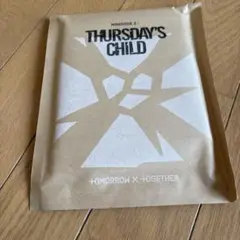 minisode 2:
THURSDAY'S
CHILD
TOMORROW X TOGETHER